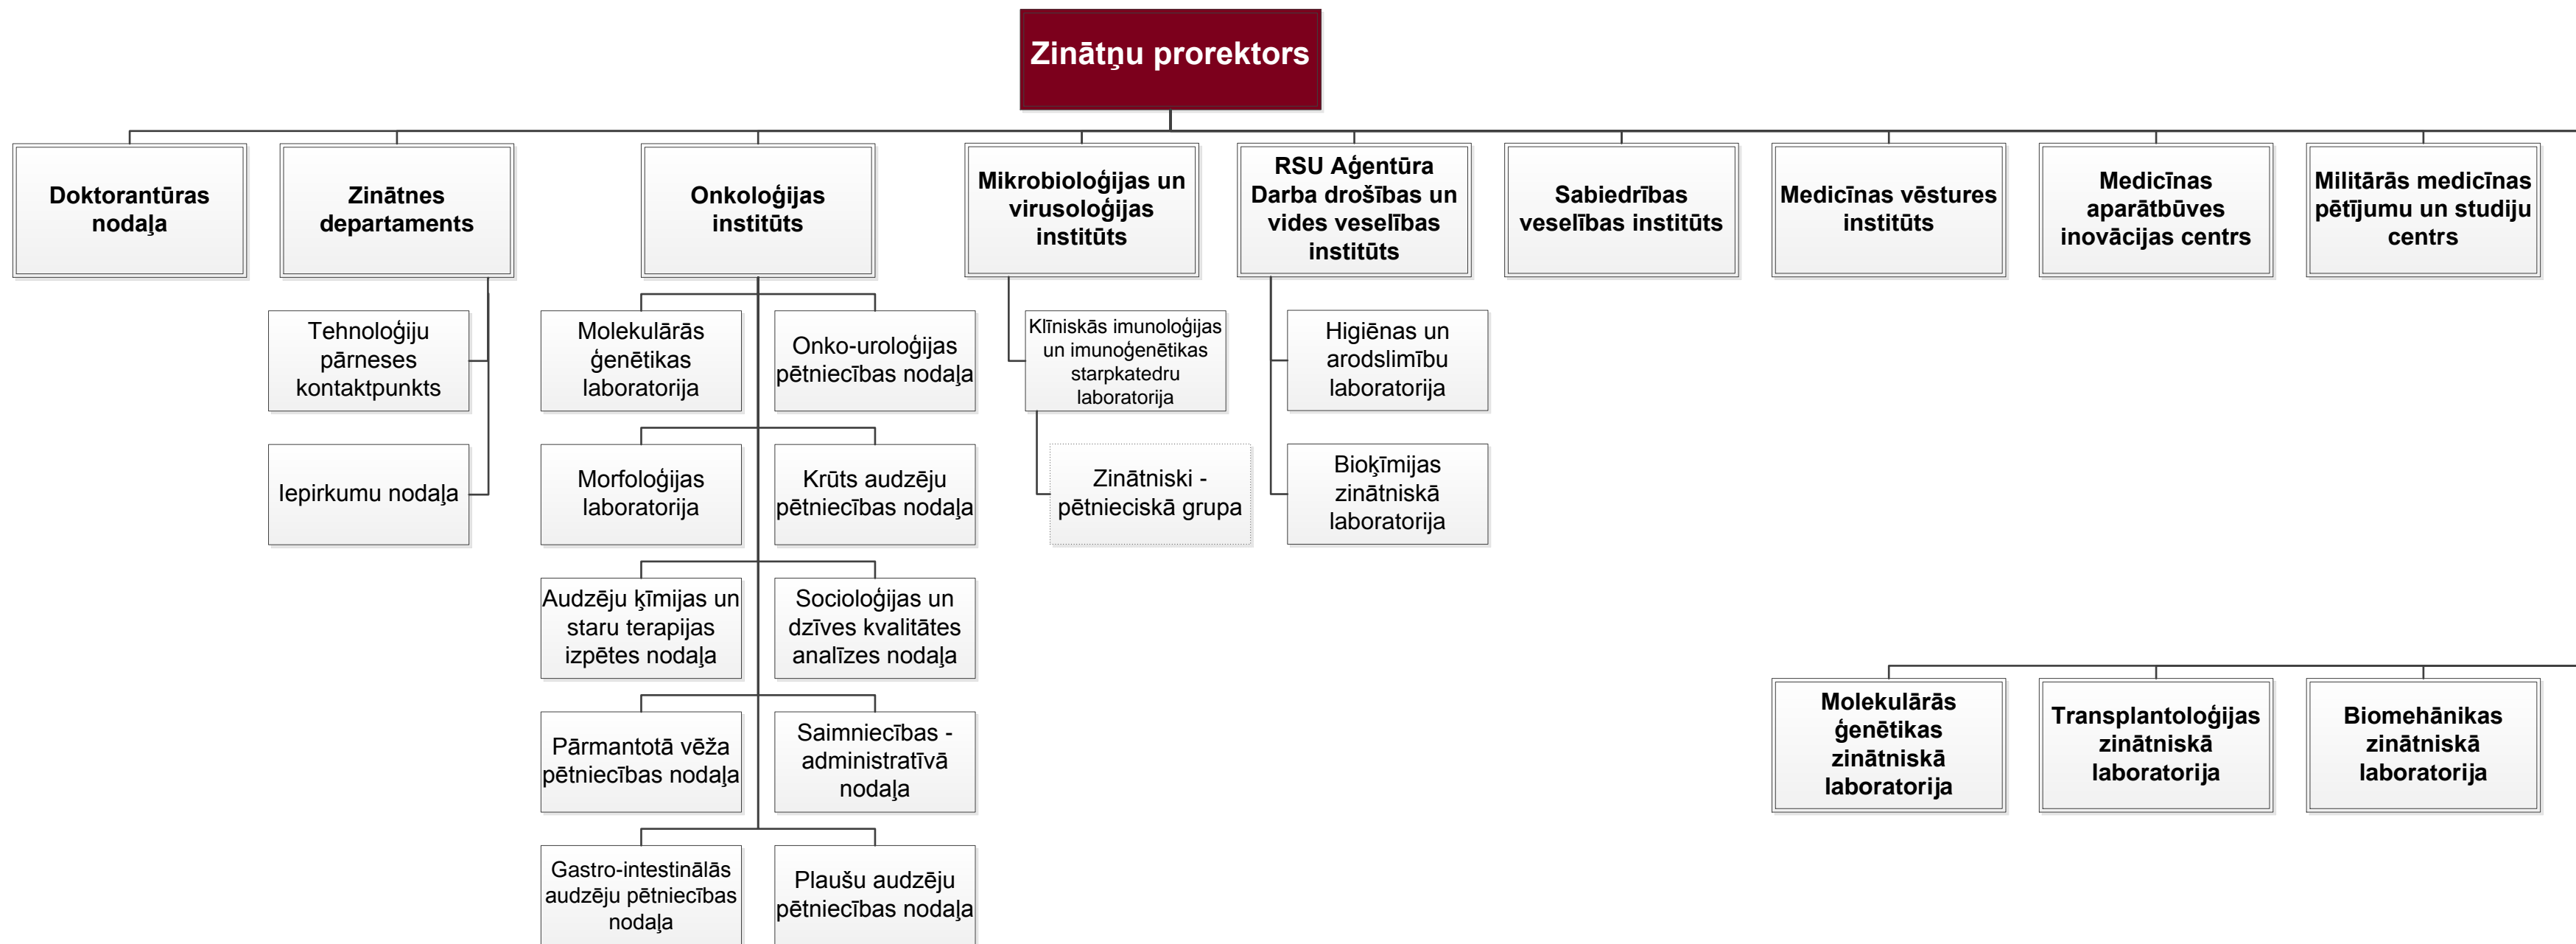 Zinātņu prorektors
Doktorantūras
nodaļa
Zinātnes
departaments
Onkoloģijas
institūts
Mikrobioloģijas un
virusoloģijas
institūts
RSU Aģentūra
Darba drošības un
vides veselības
institūts
Sabiedrības
veselības institūts
Medicīnas vēstures
institūts
Medicīnas
aparātbūves
inovācijas centrs
Militārās medicīnas
pētījumu un studiju
centrs
Tehnoloģiju
pārneses
kontaktpunkts
Iepirkumu nodaļa
Molekulārās
ģenētikas
laboratorija
Onko-uroloģijas
pētniecības nodaļa
Morfoloģijas
laboratorija
Krūts audzēju
pētniecības nodaļa
Audzēju ķīmijas un
staru terapijas
izpētes nodaļa
Socioloģijas un
dzīves kvalitātes
analīzes nodaļa
Pārmantotā vēža
pētniecības nodaļa
Saimniecības -
administratīvā
nodaļa
Gastro-intestinālās
audzēju pētniecības
nodaļa
Plaušu audzēju
pētniecības nodaļa
Klīniskās imunoloģijas
un imunoģenētikas
starpkatedru
laboratorija
Zinātniski -
pētnieciskā grupa
Higiēnas un
arodslimību
laboratorija
Bioķīmijas
zinātniskā
laboratorija
Molekulārās
ģenētikas
zinātniskā
laboratorija
Transplantoloģijas
zinātniskā
laboratorija
Biomehānikas
zinātniskā
laboratorija